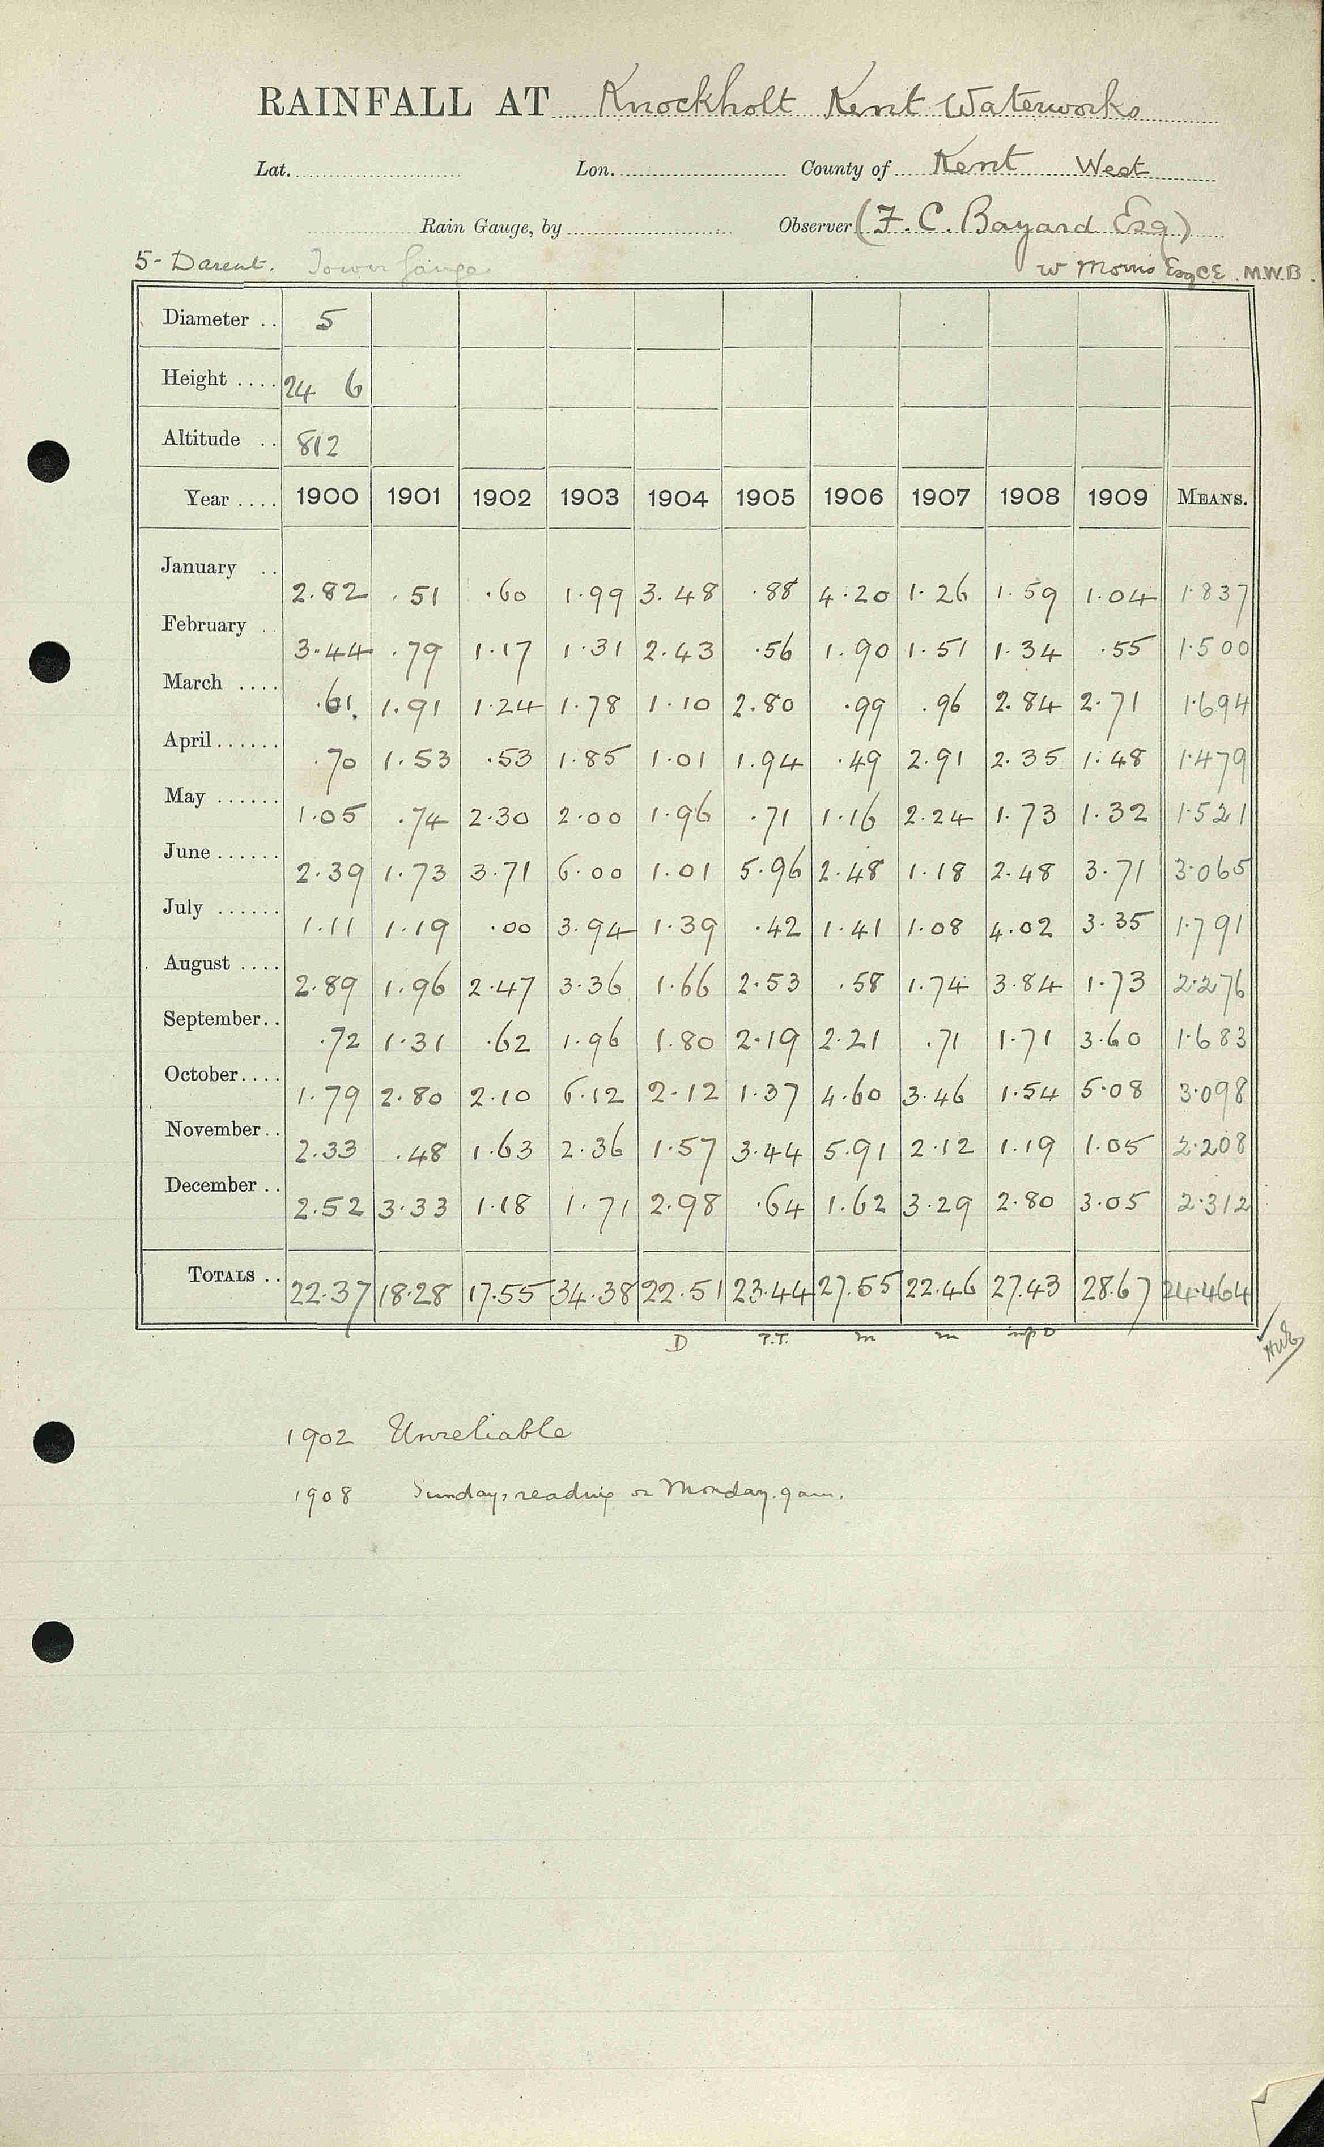 RAINFALL AT Knockholt Kent Waterworks
Lat. Lon. County of Kent West
Rain Gauge, by Observer (F. C. Bayard Esq)
5- Darent. Tower Gauge W Morris Esq CE. M.W.B.
Diameter .. 5
Height .... 24 6
Altitude .. 812
Year .... 1900 1901 1902 1903 1904 1905 1906 1907 1908 1909 MEANS.
January .. 2.82 .51 .60 1.99 3.48 .88 4.20 1.26 1.59 1.04 1.837
February . 3.44 .79 1.17 1.31 2.43 .56 1.90 1.51 1.34 .55 1.500
March .... .61 1.91 1.24 1.78 1.10 2.80 .99 .96 2.84 2.71 1.694
April ...... .70 1.53 .53 1.85 1.01 1.94 .49 2.91 2.35 1.48 1.479
May ...... 1.05 .74 2.30 2.00 1.96 .71 1.16 2.24 1.73 1.32 1.521
June ...... 2.39 1.73 3.71 6.00 1.01 5.96 2.48 1.18 2.48 3.71 3.065
July ...... 1.11 1.19 .00 3.94 1.39 .42 1.41 1.08 4.02 3.35 1.791
August .... 2.89 1.96 2.47 3.36 1.66 2.53 .58 1.74 3.84 1.73 2.276
September.. .72 1.31 .62 1.96 1.80 2.19 2.21 .71 1.71 3.60 1.683
October.... 1.79 2.80 2.10 6.12 2.12 1.37 4.60 3.46 1.54 5.08 3.098
November.. 2.33 .48 1.63 2.36 1.57 3.44 5.91 2.12 1.19 1.05 2.208
December .. 2.52 3.33 1.18 1.71 2.98 .64 1.62 3.29 2.80 3.05 2.312
TOTALS .. 22.37 18.28 17.55 34.38 22.51 23.44 27.55 22.46 27.43 28.67 24.464
D T.T. m m
1902 Unreliable
1908 Sundays reading on Monday. 9 am.